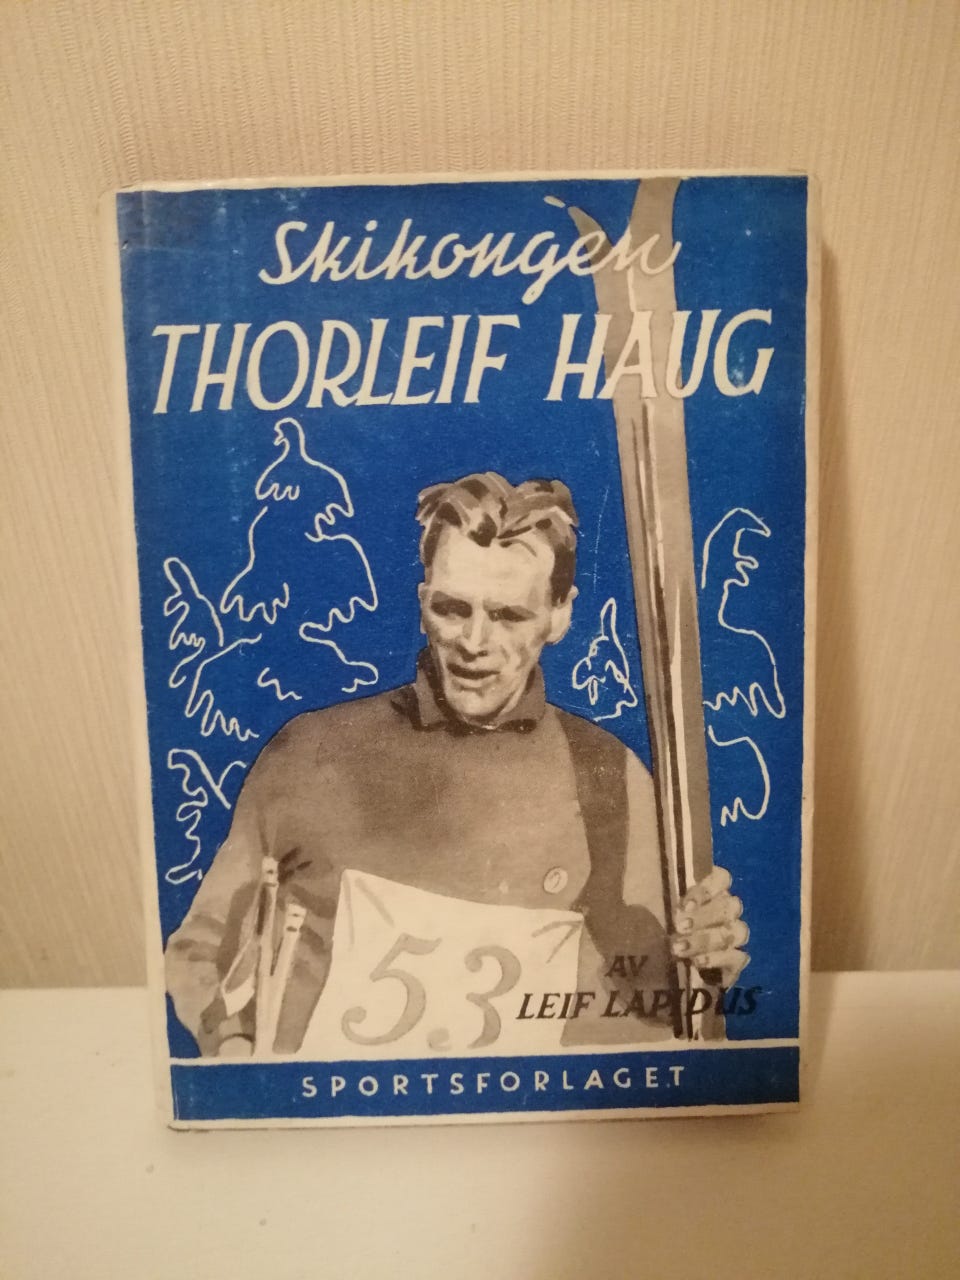 Skikongen
THORLEIF HAUG
53
AV
LEIF LAPIDUS
SPORTSFORLAGET